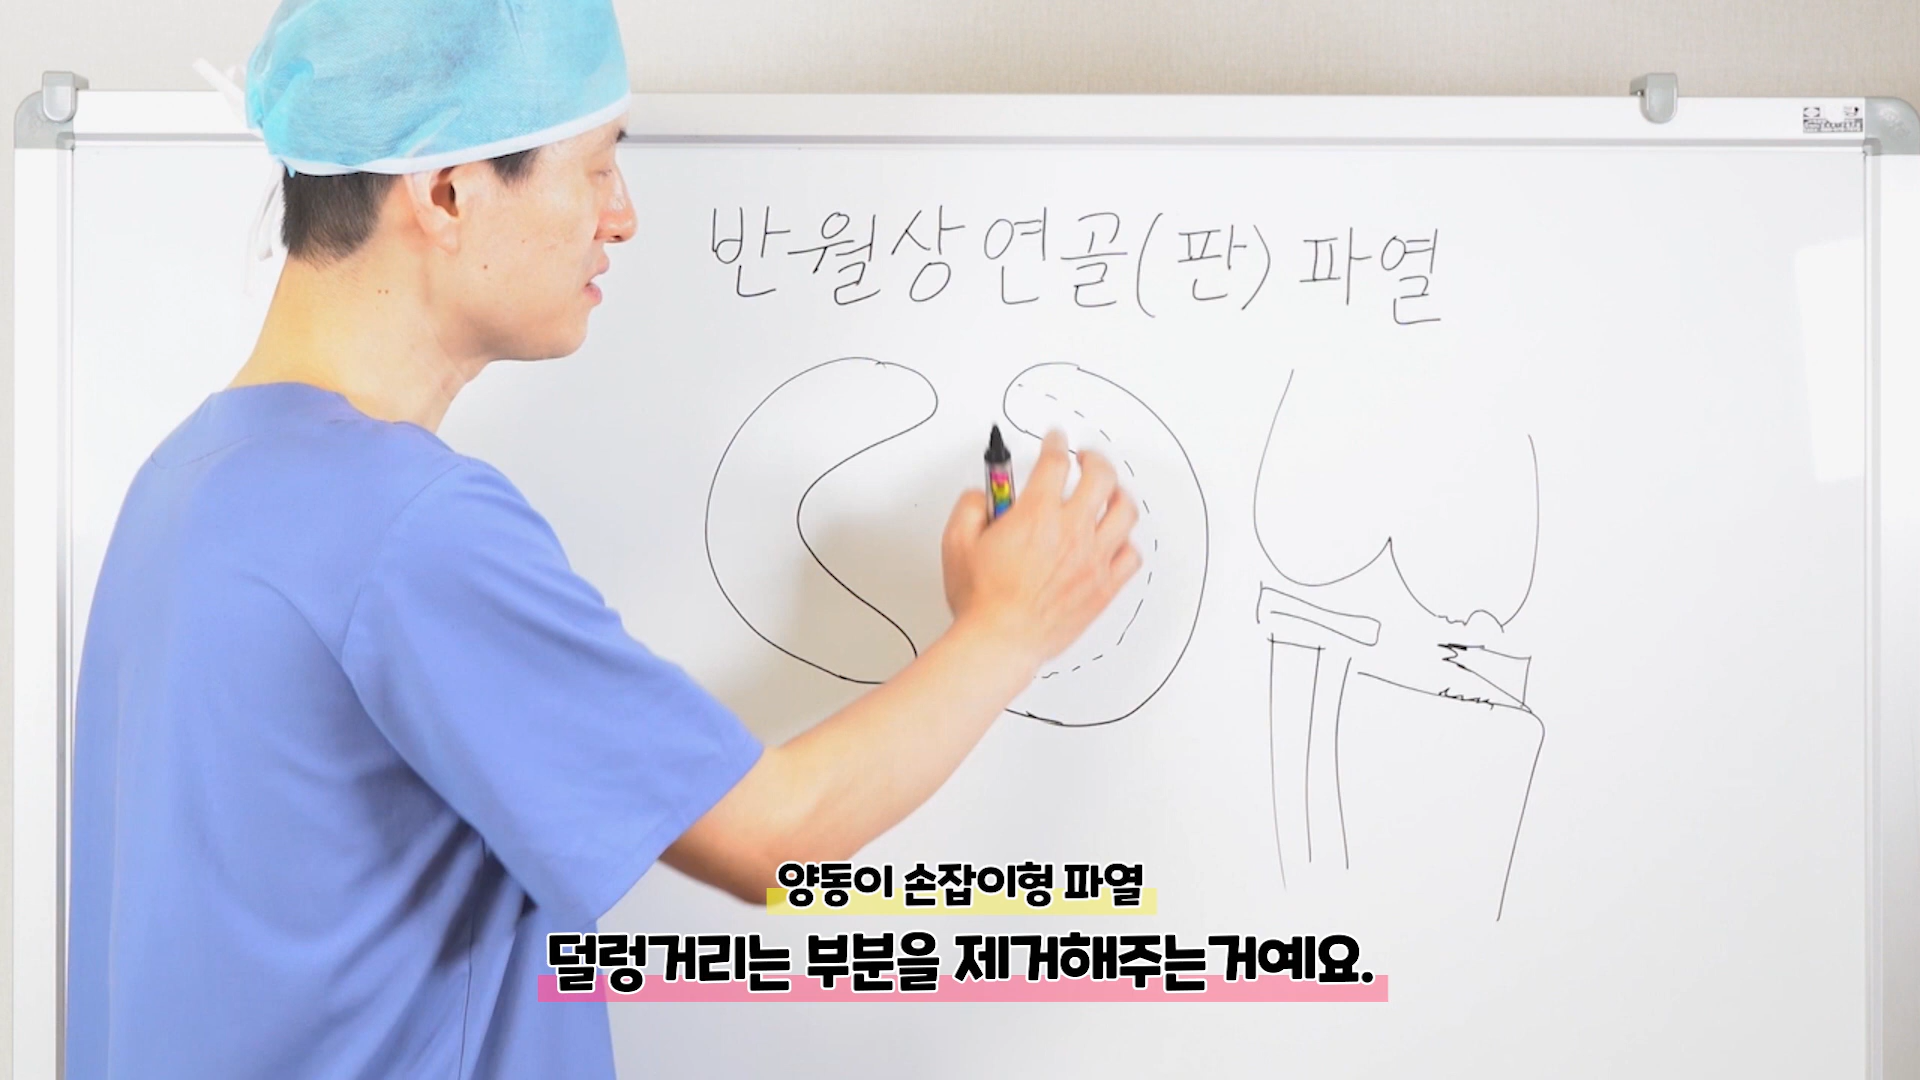 반월상연골(판) 파열
양동이 손잡이형 파열
덜렁거리는 부분을 제거해주는거예요.